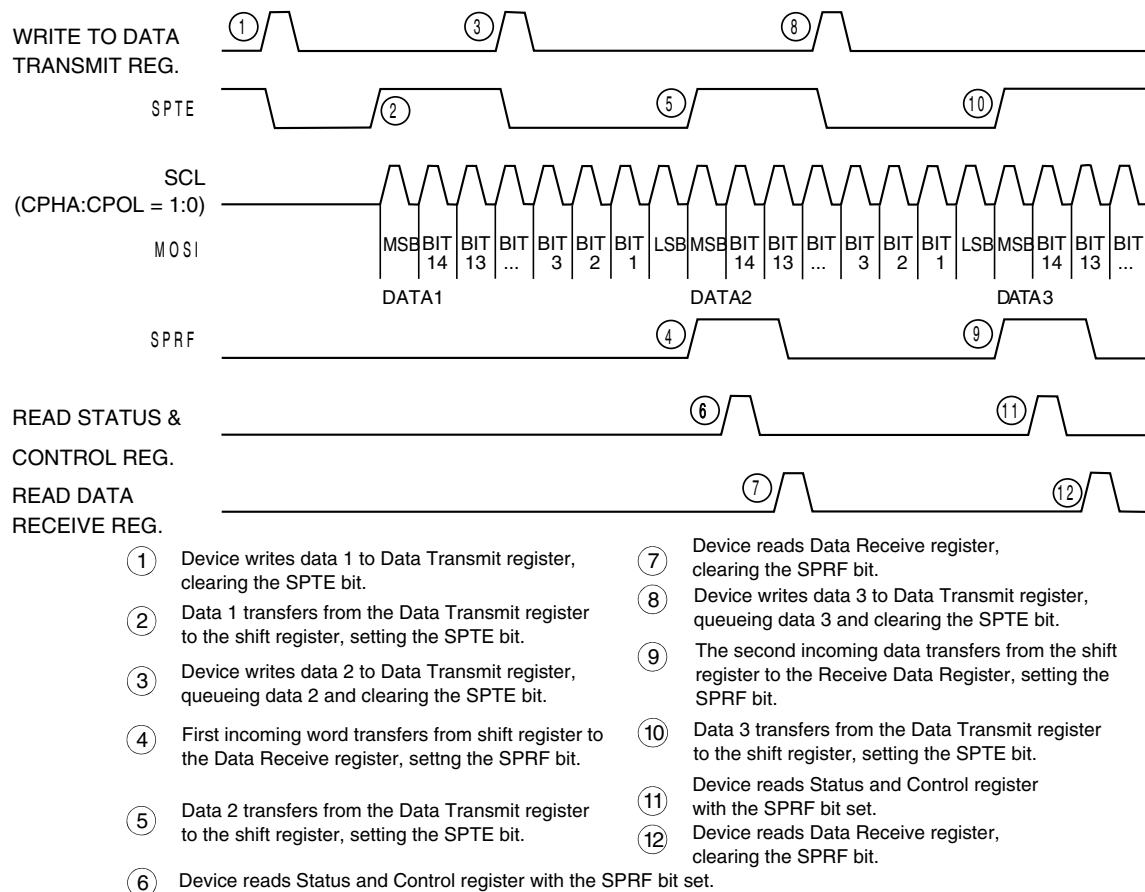 WRITE TO DATA
TRANSMIT REG.
1
3
8
SPTE
2
5
10
SCL
(CPHA:CPOL = 1:0)
MOSI
MSB BIT 14 BIT 13 BIT ... BIT 3 BIT 2 BIT 1 LSB MSB BIT 14 BIT 13 BIT ... BIT 3 BIT 2 BIT 1 LSB MSB BIT 14 BIT 13 BIT ...
DATA1 DATA2 DATA3
SPRF
4
9
READ STATUS &
CONTROL REG.
6
11
READ DATA
RECEIVE REG.
7
12
1 Device writes data 1 to Data Transmit register,
clearing the SPTE bit.
2 Data 1 transfers from the Data Transmit register
to the shift register, setting the SPTE bit.
3 Device writes data 2 to Data Transmit register,
queueing data 2 and clearing the SPTE bit.
4 First incoming word transfers from shift register to
the Data Receive register, settng the SPRF bit.
5 Data 2 transfers from the Data Transmit register
to the shift register, setting the SPTE bit.
6 Device reads Status and Control register with the SPRF bit set.
7 Device reads Data Receive register,
clearing the SPRF bit.
8 Device writes data 3 to Data Transmit register,
queueing data 3 and clearing the SPTE bit.
9 The second incoming data transfers from the shift
register to the Receive Data Register, setting the
SPRF bit.
10 Data 3 transfers from the Data Transmit register
to the shift register, setting the SPTE bit.
11 Device reads Status and Control register
with the SPRF bit set.
12 Device reads Data Receive register,
clearing the SPRF bit.